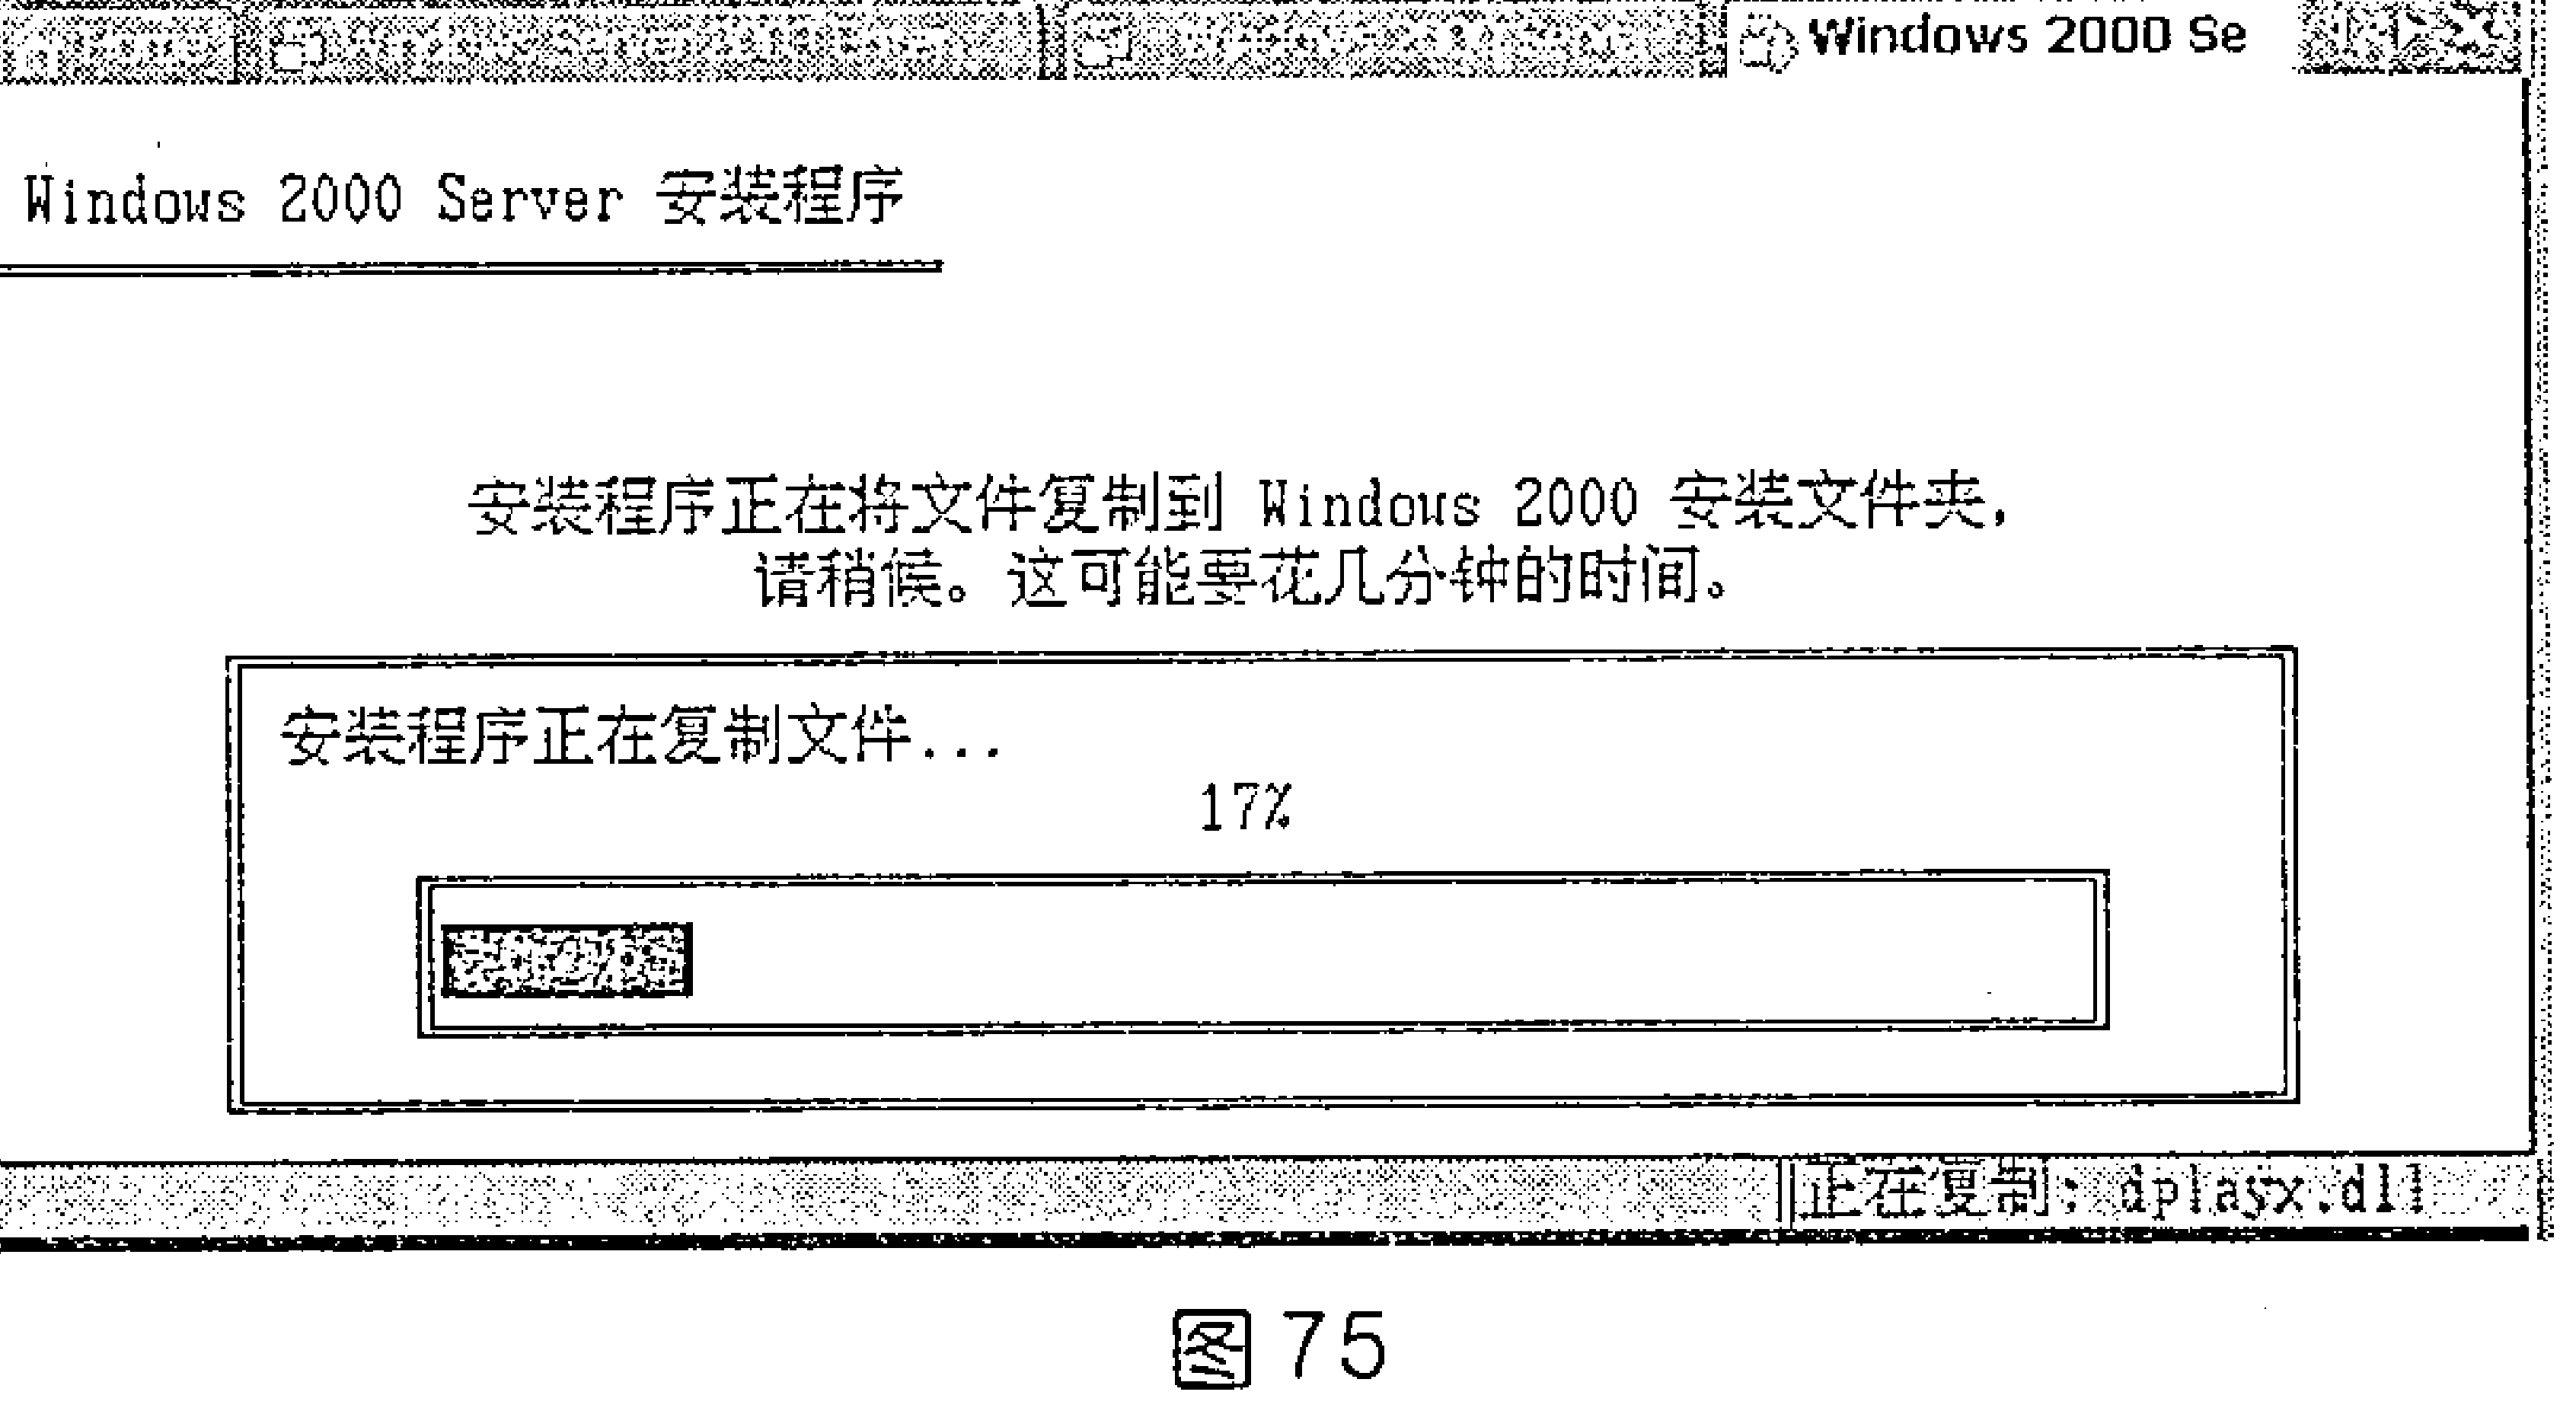 Windows 2000 Se
Windows 2000 Server 安装程序
安装程序正在将文件复制到 Windows 2000 安装文件夹,
请稍候。这可能要花几分钟的时间。
安装程序正在复制文件...
17%
正在复制: dplayx.dll
图 75